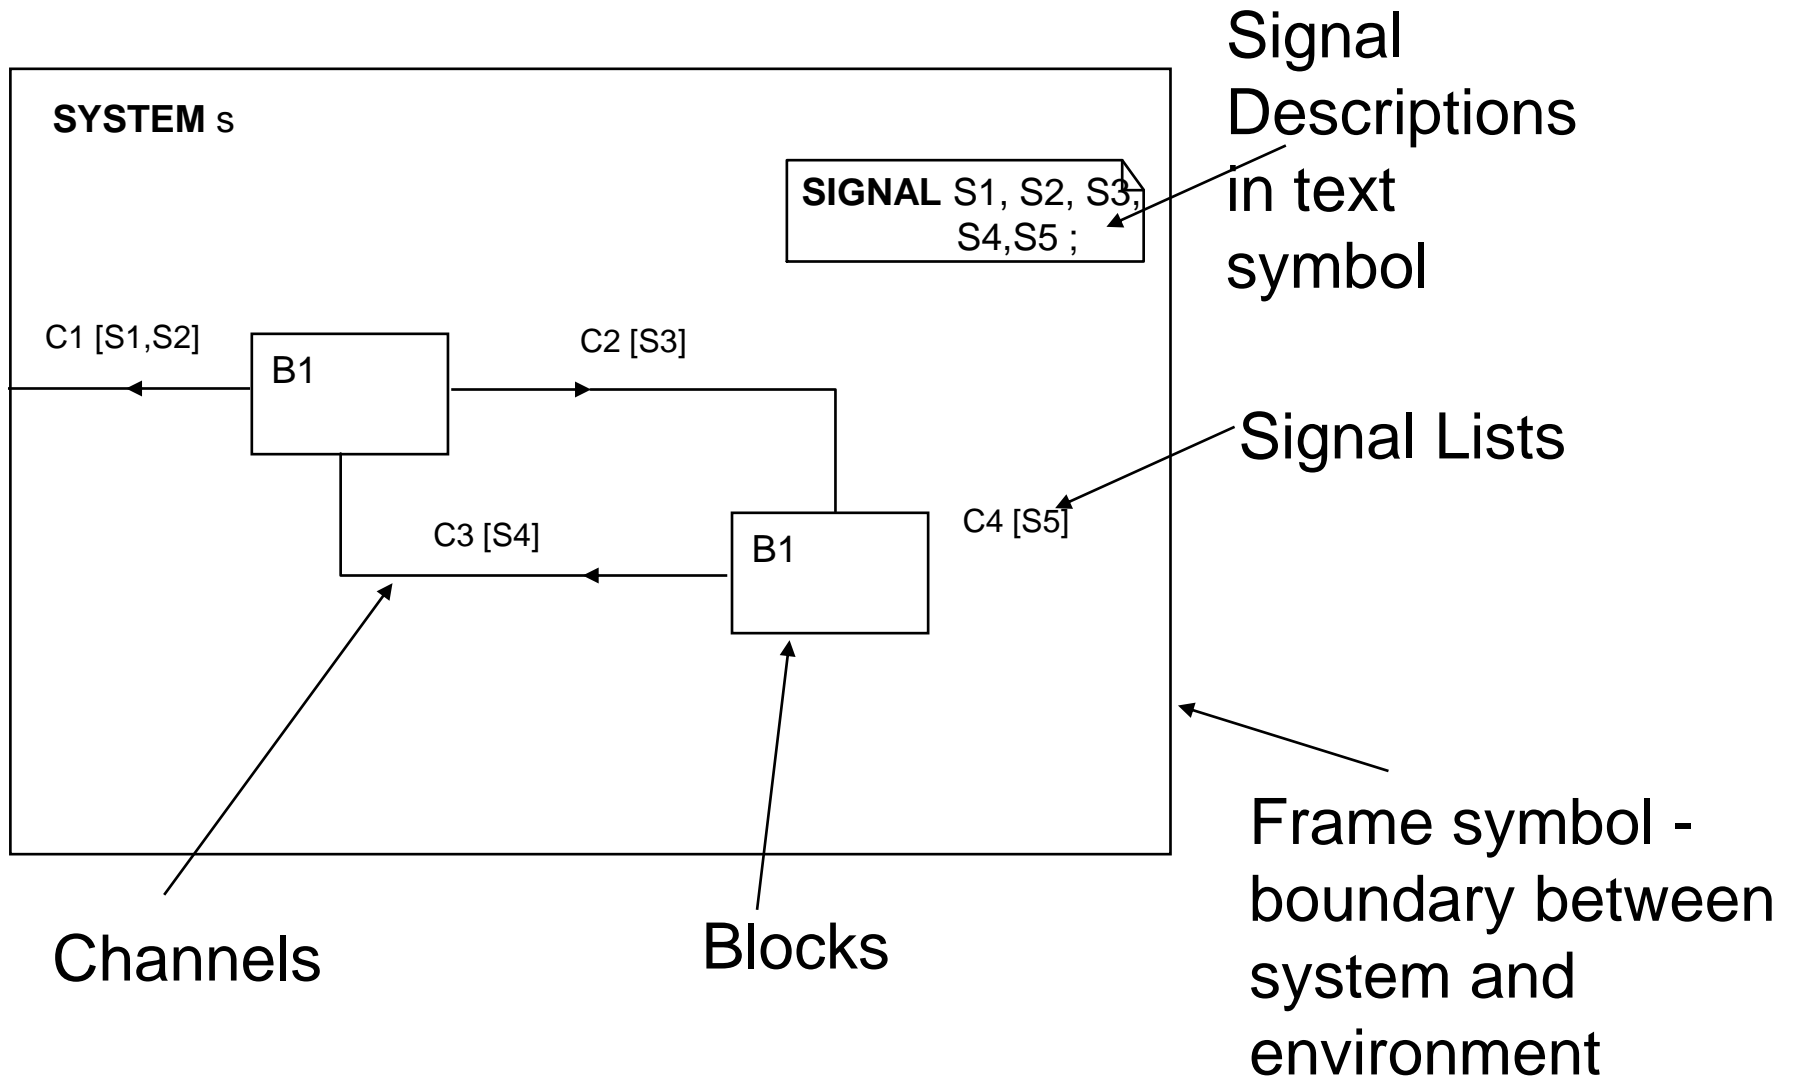 Signal
Descriptions
in text
symbol
SYSTEM s
SIGNAL S1, S2, S3,
S4,S5 ;
C1 [S1,S2]
B1
C2 [S3]
Signal Lists
C3 [S4]
B1
C4 [S5]
Channels
Blocks
Frame symbol -
boundary between
system and
environment